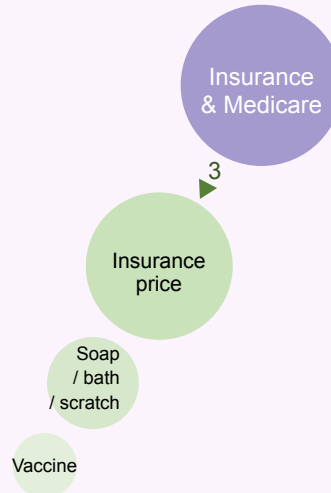 Insurance
& Medicare
3
Insurance
price
Soap
/ bath
/ scratch
Vaccine